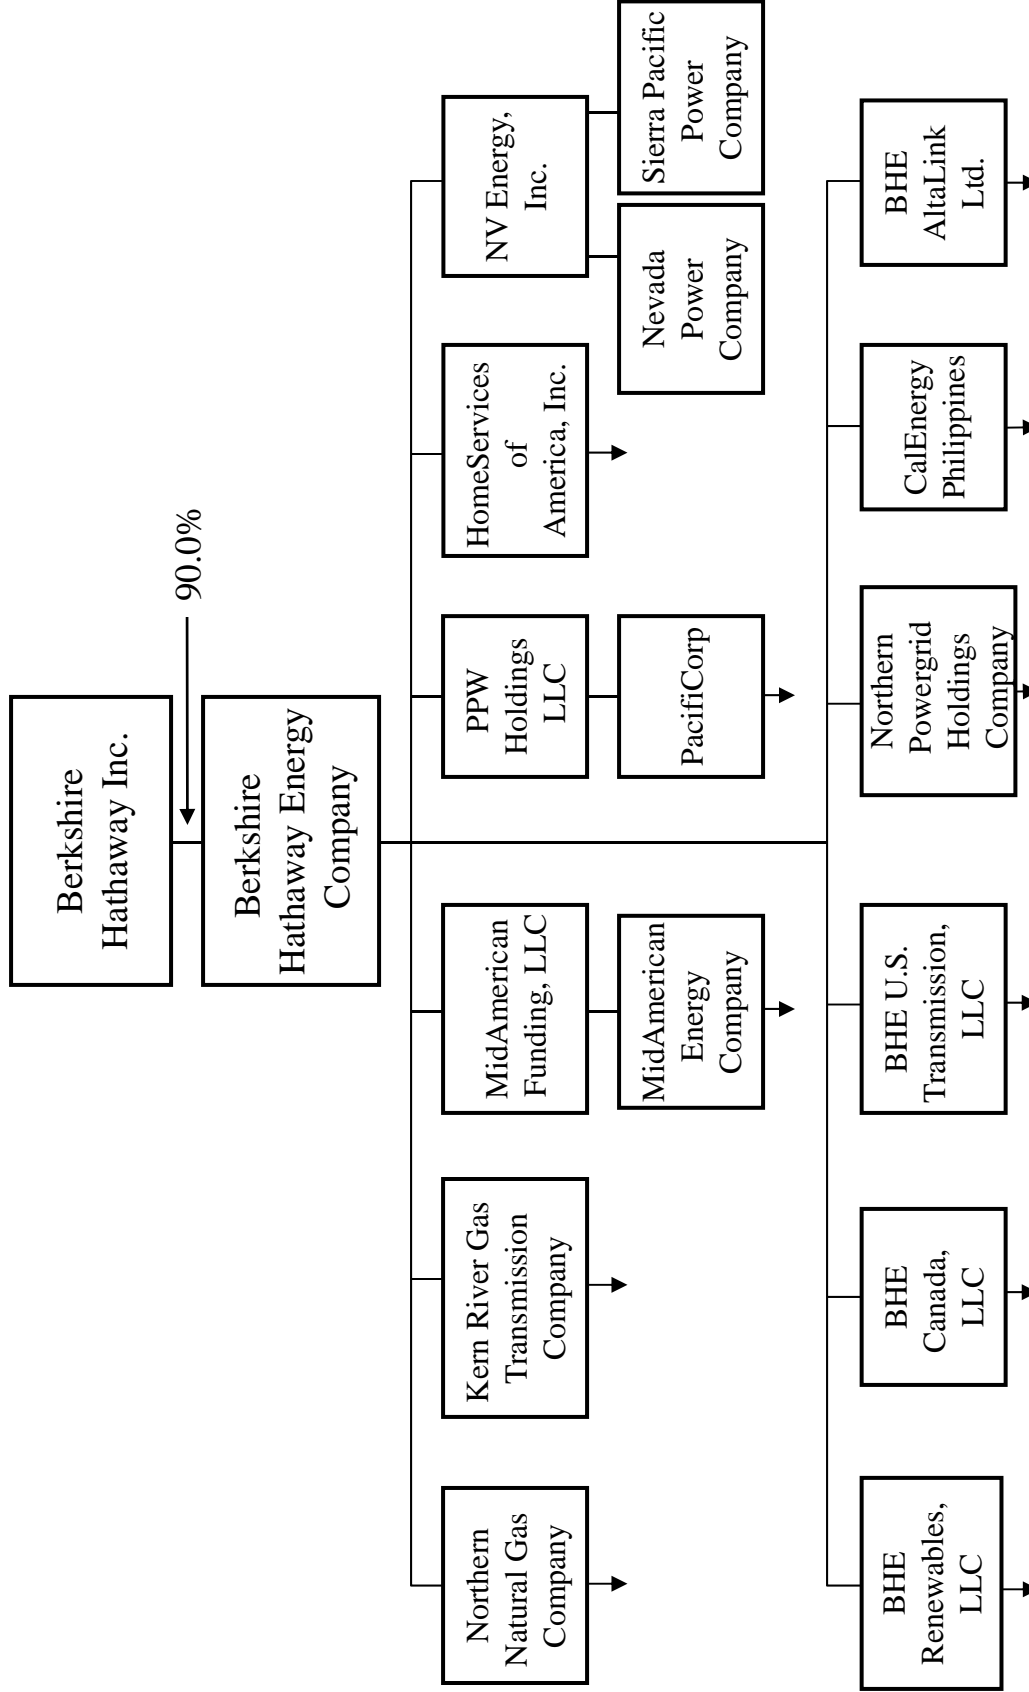 Berkshire
Hathaway Inc.
90.0%
Berkshire
Hathaway Energy
Company
Northern
Natural Gas
Company
Kern River Gas
Transmission
Company
MidAmerican
Funding, LLC
PPW
Holdings
LLC
HomeServices
of
America, Inc.
NV Energy,
Inc.
MidAmerican
Energy
Company
PacifiCorp
Nevada
Power
Company
Sierra Pacific
Power
Company
BHE
Renewables,
LLC
BHE
Canada,
LLC
BHE U.S.
Transmission,
LLC
Northern
Powergrid
Holdings
Company
CalEnergy
Philippines
BHE
AltaLink
Ltd.